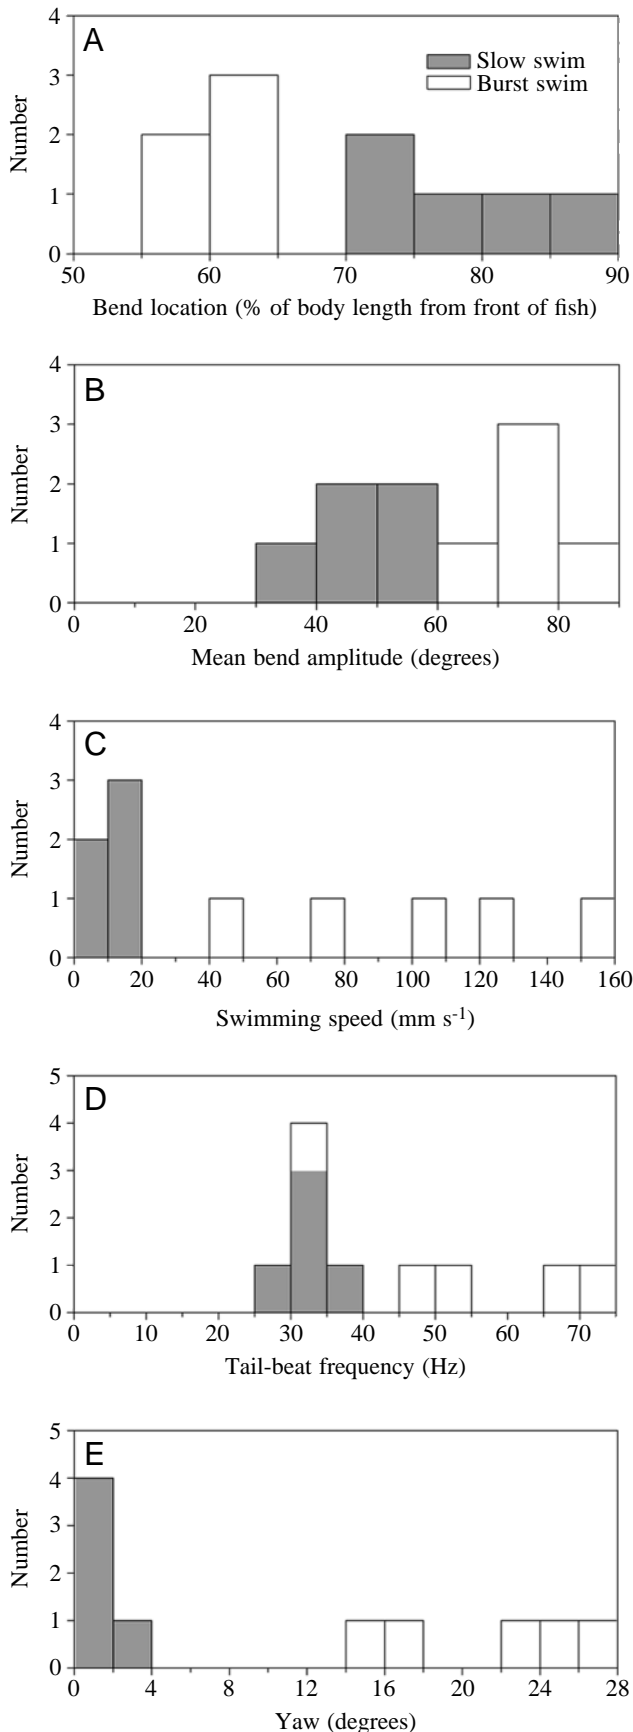 A
Slow swim
Burst swim
Number
4
3
2
1
0
50 60 70 80 90
Bend location (% of body length from front of fish)
B
Number
4
3
2
1
0
0 20 40 60 80
Mean bend amplitude (degrees)
C
Number
4
3
2
1
0
0 20 40 60 80 100 120 140 160
Swimming speed (mm s-1)
D
Number
5
4
3
2
1
0
0 10 20 30 40 50 60 70
Tail-beat frequency (Hz)
E
Number
5
4
3
2
1
0
0 4 8 12 16 20 24 28
Yaw (degrees)